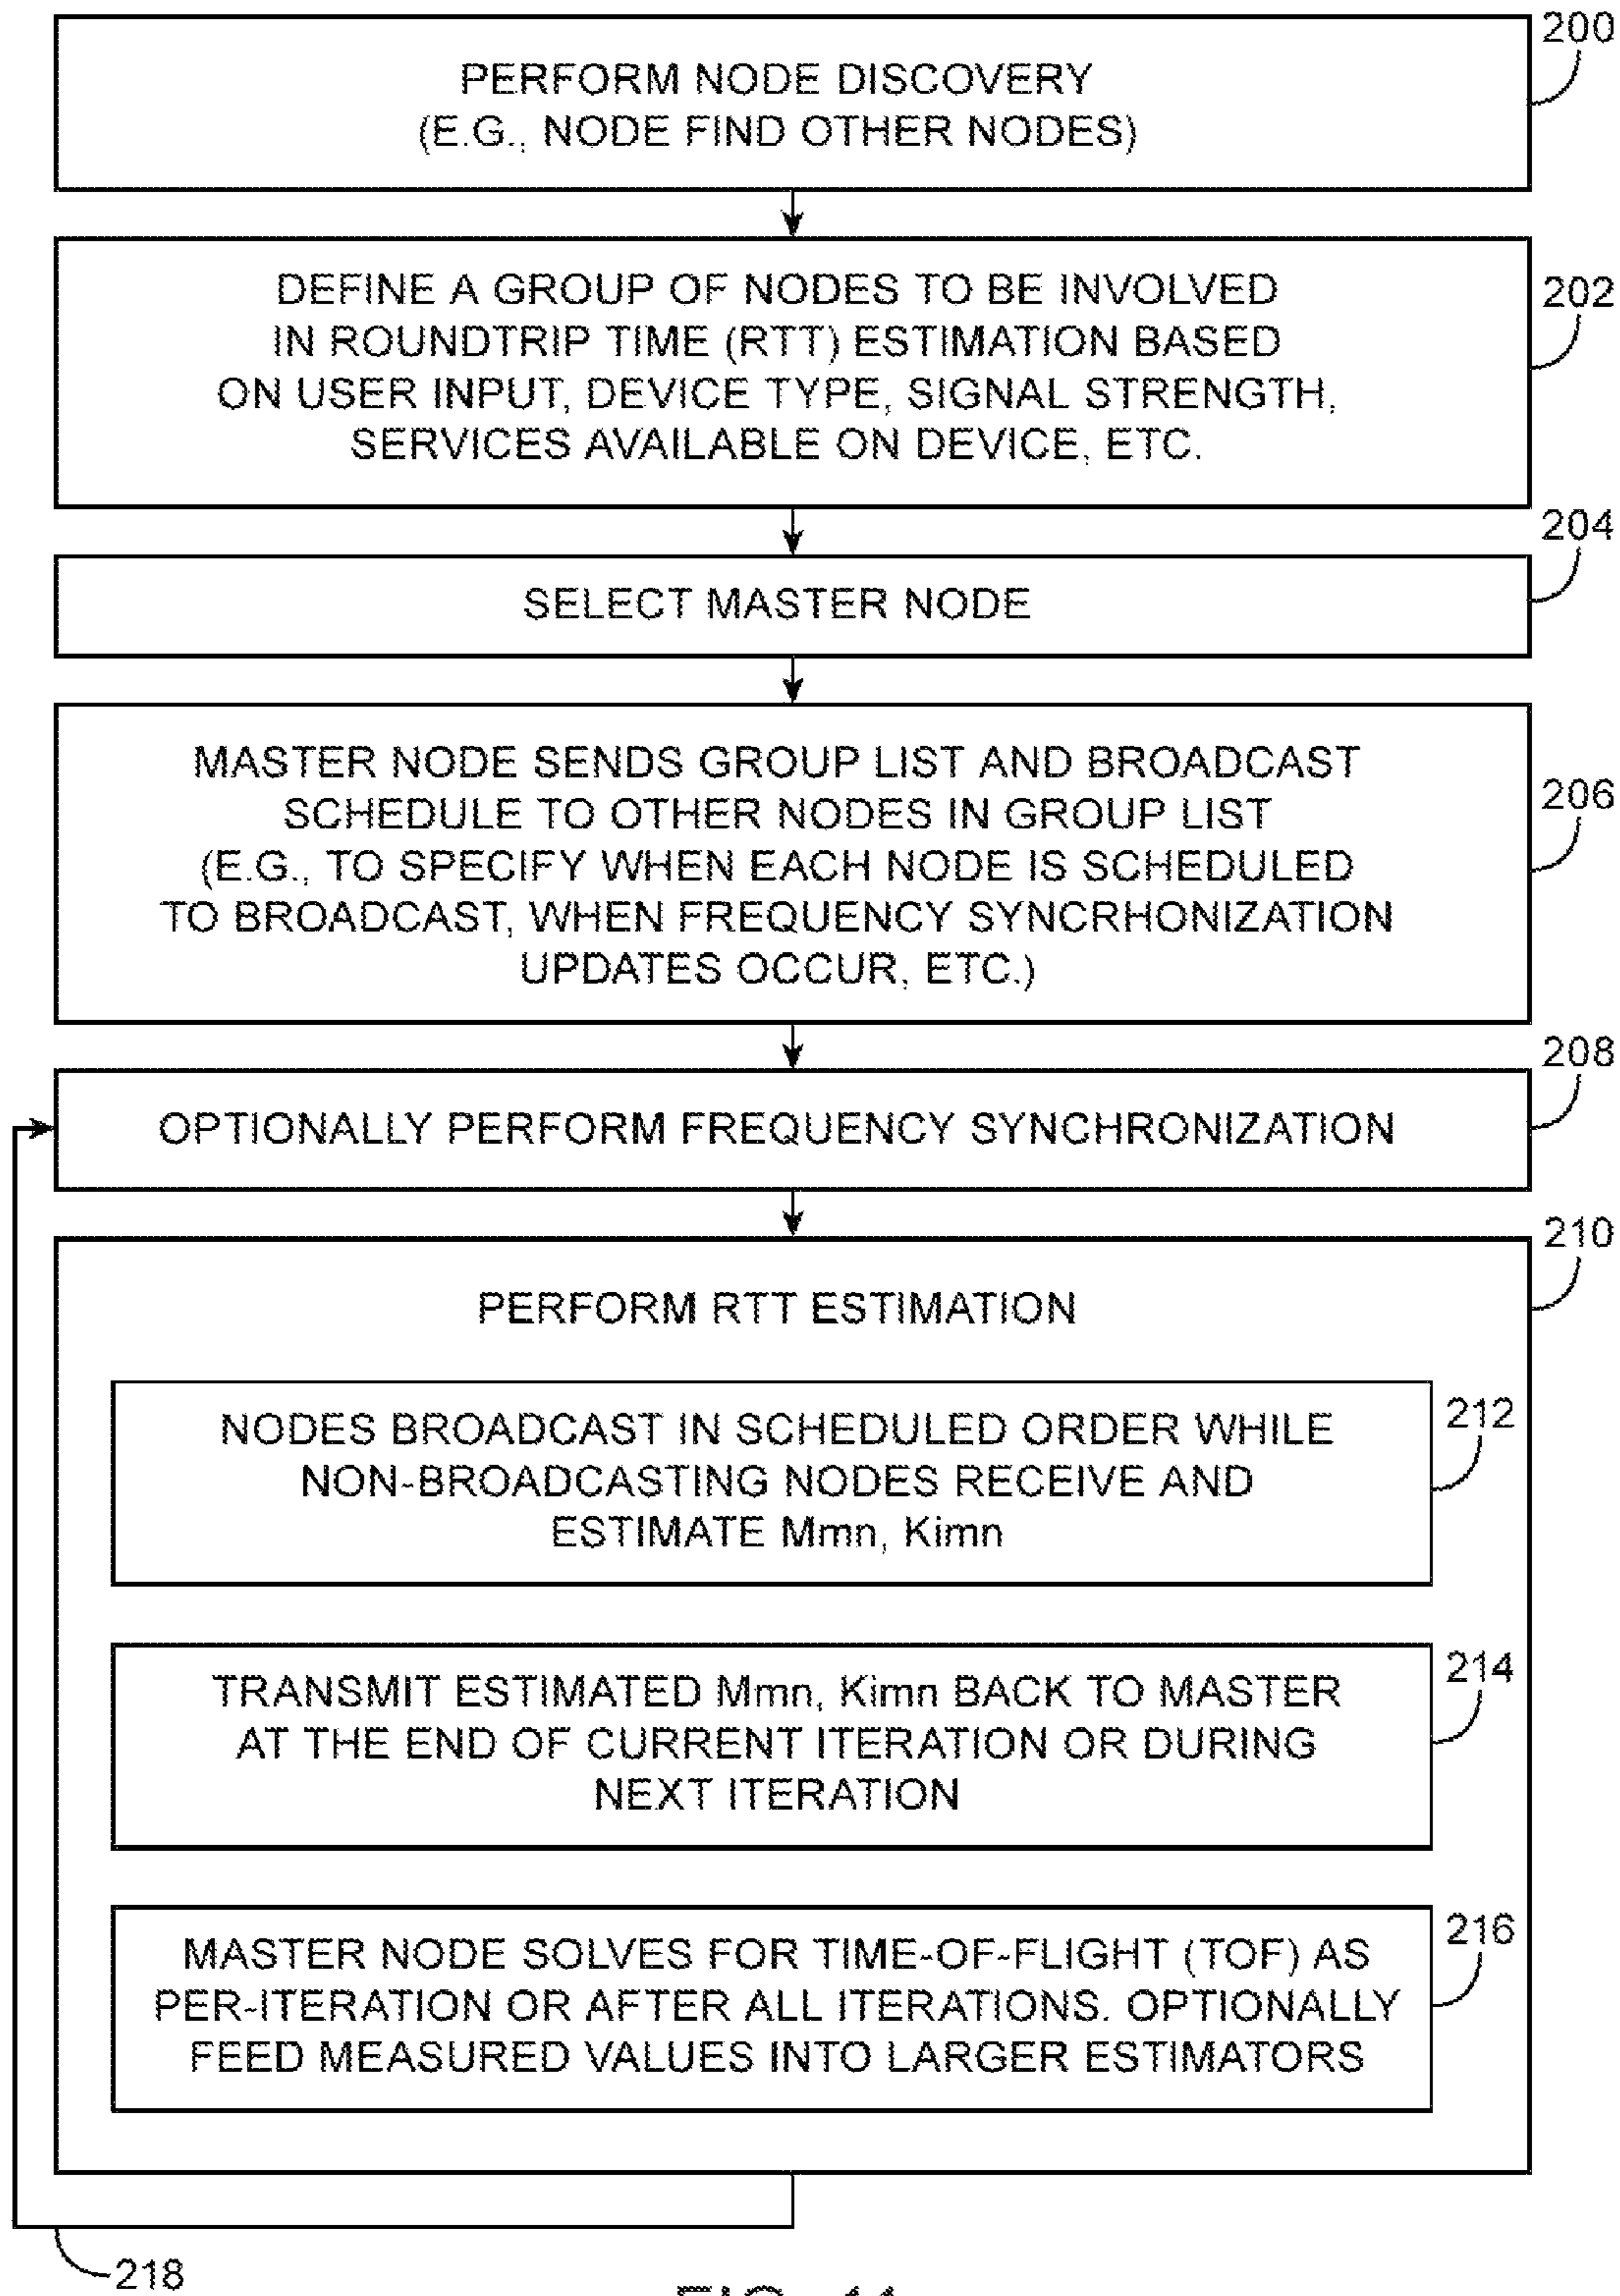 200
PERFORM NODE DISCOVERY
(E.G., NODE FIND OTHER NODES)
202
DEFINE A GROUP OF NODES TO BE INVOLVED
IN ROUNDTRIP TIME (RTT) ESTIMATION BASED
ON USER INPUT, DEVICE TYPE, SIGNAL STRENGTH,
SERVICES AVAILABLE ON DEVICE, ETC.
204
SELECT MASTER NODE
MASTER NODE SENDS GROUP LIST AND BROADCAST
SCHEDULE TO OTHER NODES IN GROUP LIST
(E.G., TO SPECIFY WHEN EACH NODE IS SCHEDULED
TO BROADCAST, WHEN FREQUENCY SYNCRHONIZATION
UPDATES OCCUR, ETC.)
206
208
OPTIONALLY PERFORM FREQUENCY SYNCHRONIZATION
210
PERFORM RTT ESTIMATION
212
NODES BROADCAST IN SCHEDULED ORDER WHILE
NON-BROADCASTING NODES RECEIVE AND
ESTIMATE Mmn, Kimn
214
TRANSMIT ESTIMATED Mmn, Kimn BACK TO MASTER
AT THE END OF CURRENT ITERATION OR DURING
NEXT ITERATION
216
MASTER NODE SOLVES FOR TIME-OF-FLIGHT (TOF) AS
PER-ITERATION OR AFTER ALL ITERATIONS. OPTIONALLY
FEED MEASURED VALUES INTO LARGER ESTIMATORS
218